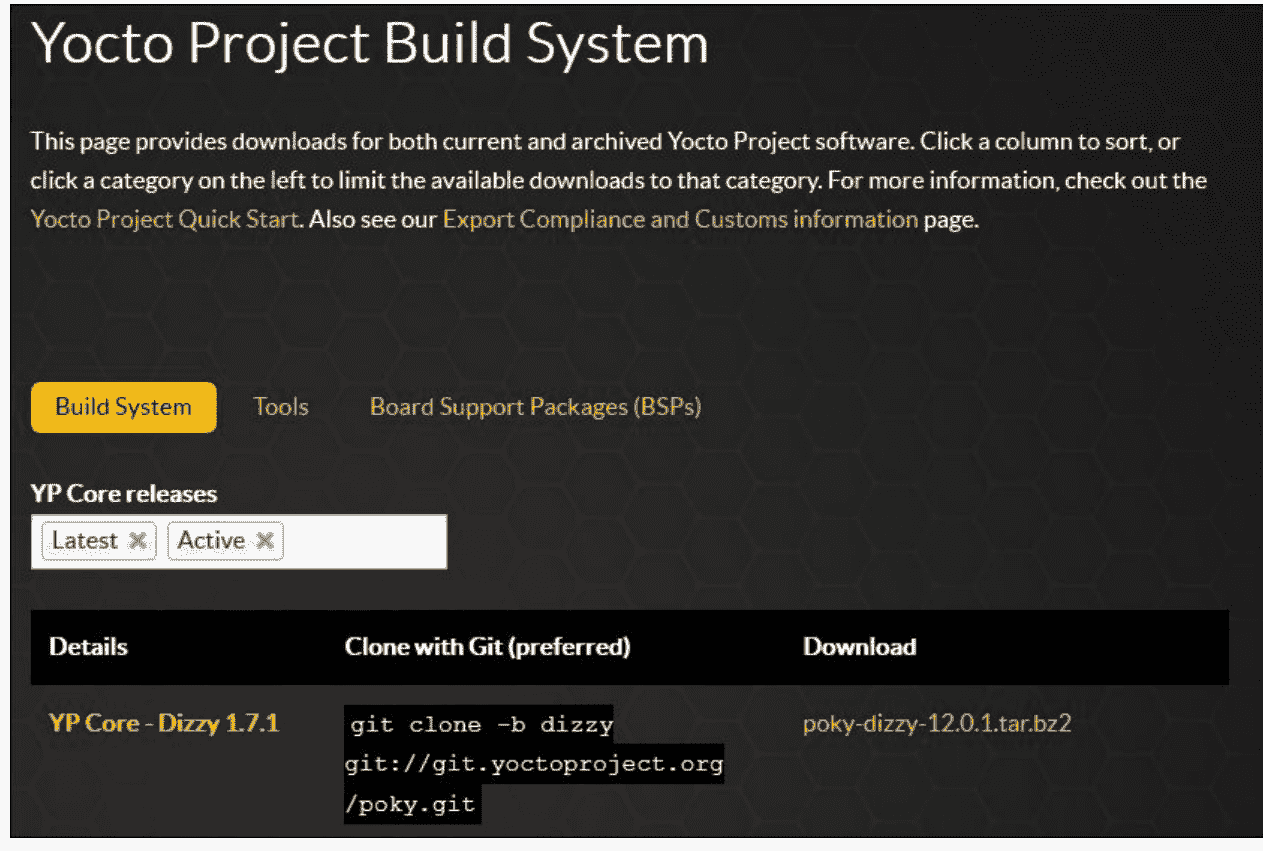 Yocto Project Build System
This page provides downloads for both current and archived Yocto Project software. Click a column to sort, or
click a category on the left to limit the available downloads to that category. For more information, check out the
Yocto Project Quick Start. Also see our Export Compliance and Customs information page.
Build System Tools Board Support Packages (BSPs)
YP Core releases
Latest ✖ Active ✖
Details Clone with Git (preferred) Download
YP Core - Dizzy 1.7.1 git clone -b dizzy poky-dizzy-12.0.1.tar.bz2
git://git.yoctoproject.org
/poky.git